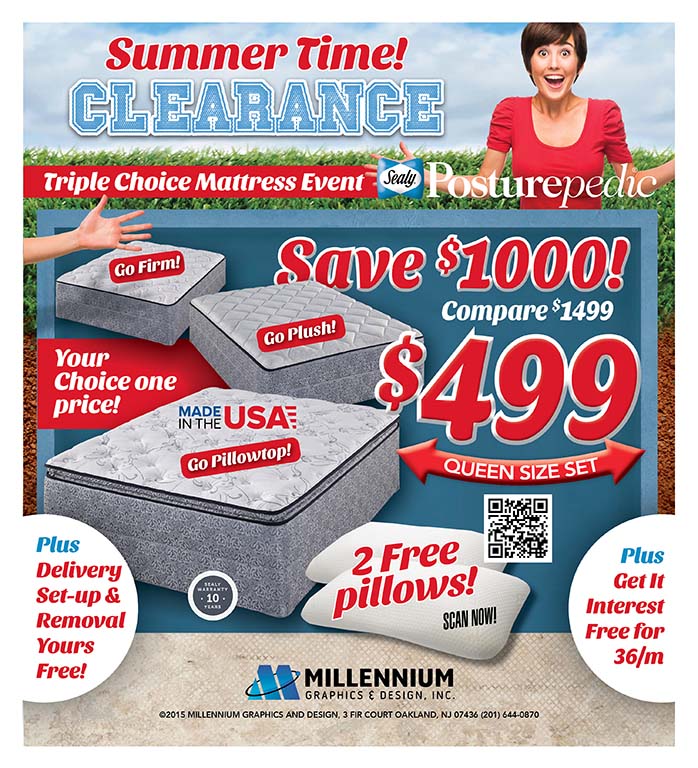 Summer Time!
CLEARANCE
Triple Choice Mattress Event
Sealy
Posturepedic
Go Firm!
Save $1000!
Compare $1499
Go Plush!
$499
Your
Choice one
price!
MADE
IN THE USA
Go Pillowtop!
QUEEN SIZE SET
Plus
Delivery
Set-up &
Removal
Yours
Free!
SEALY
WARRANTY
10
YEARS
2 Free
pillows!
SCAN NOW!
Plus
Get It
Interest
Free for
36/m
MILLENNIUM
GRAPHICS & DESIGN, INC.
©2015 MILLENNIUM GRAPHICS AND DESIGN, 3 FIR COURT OAKLAND, NJ 07436 (201) 644-0870